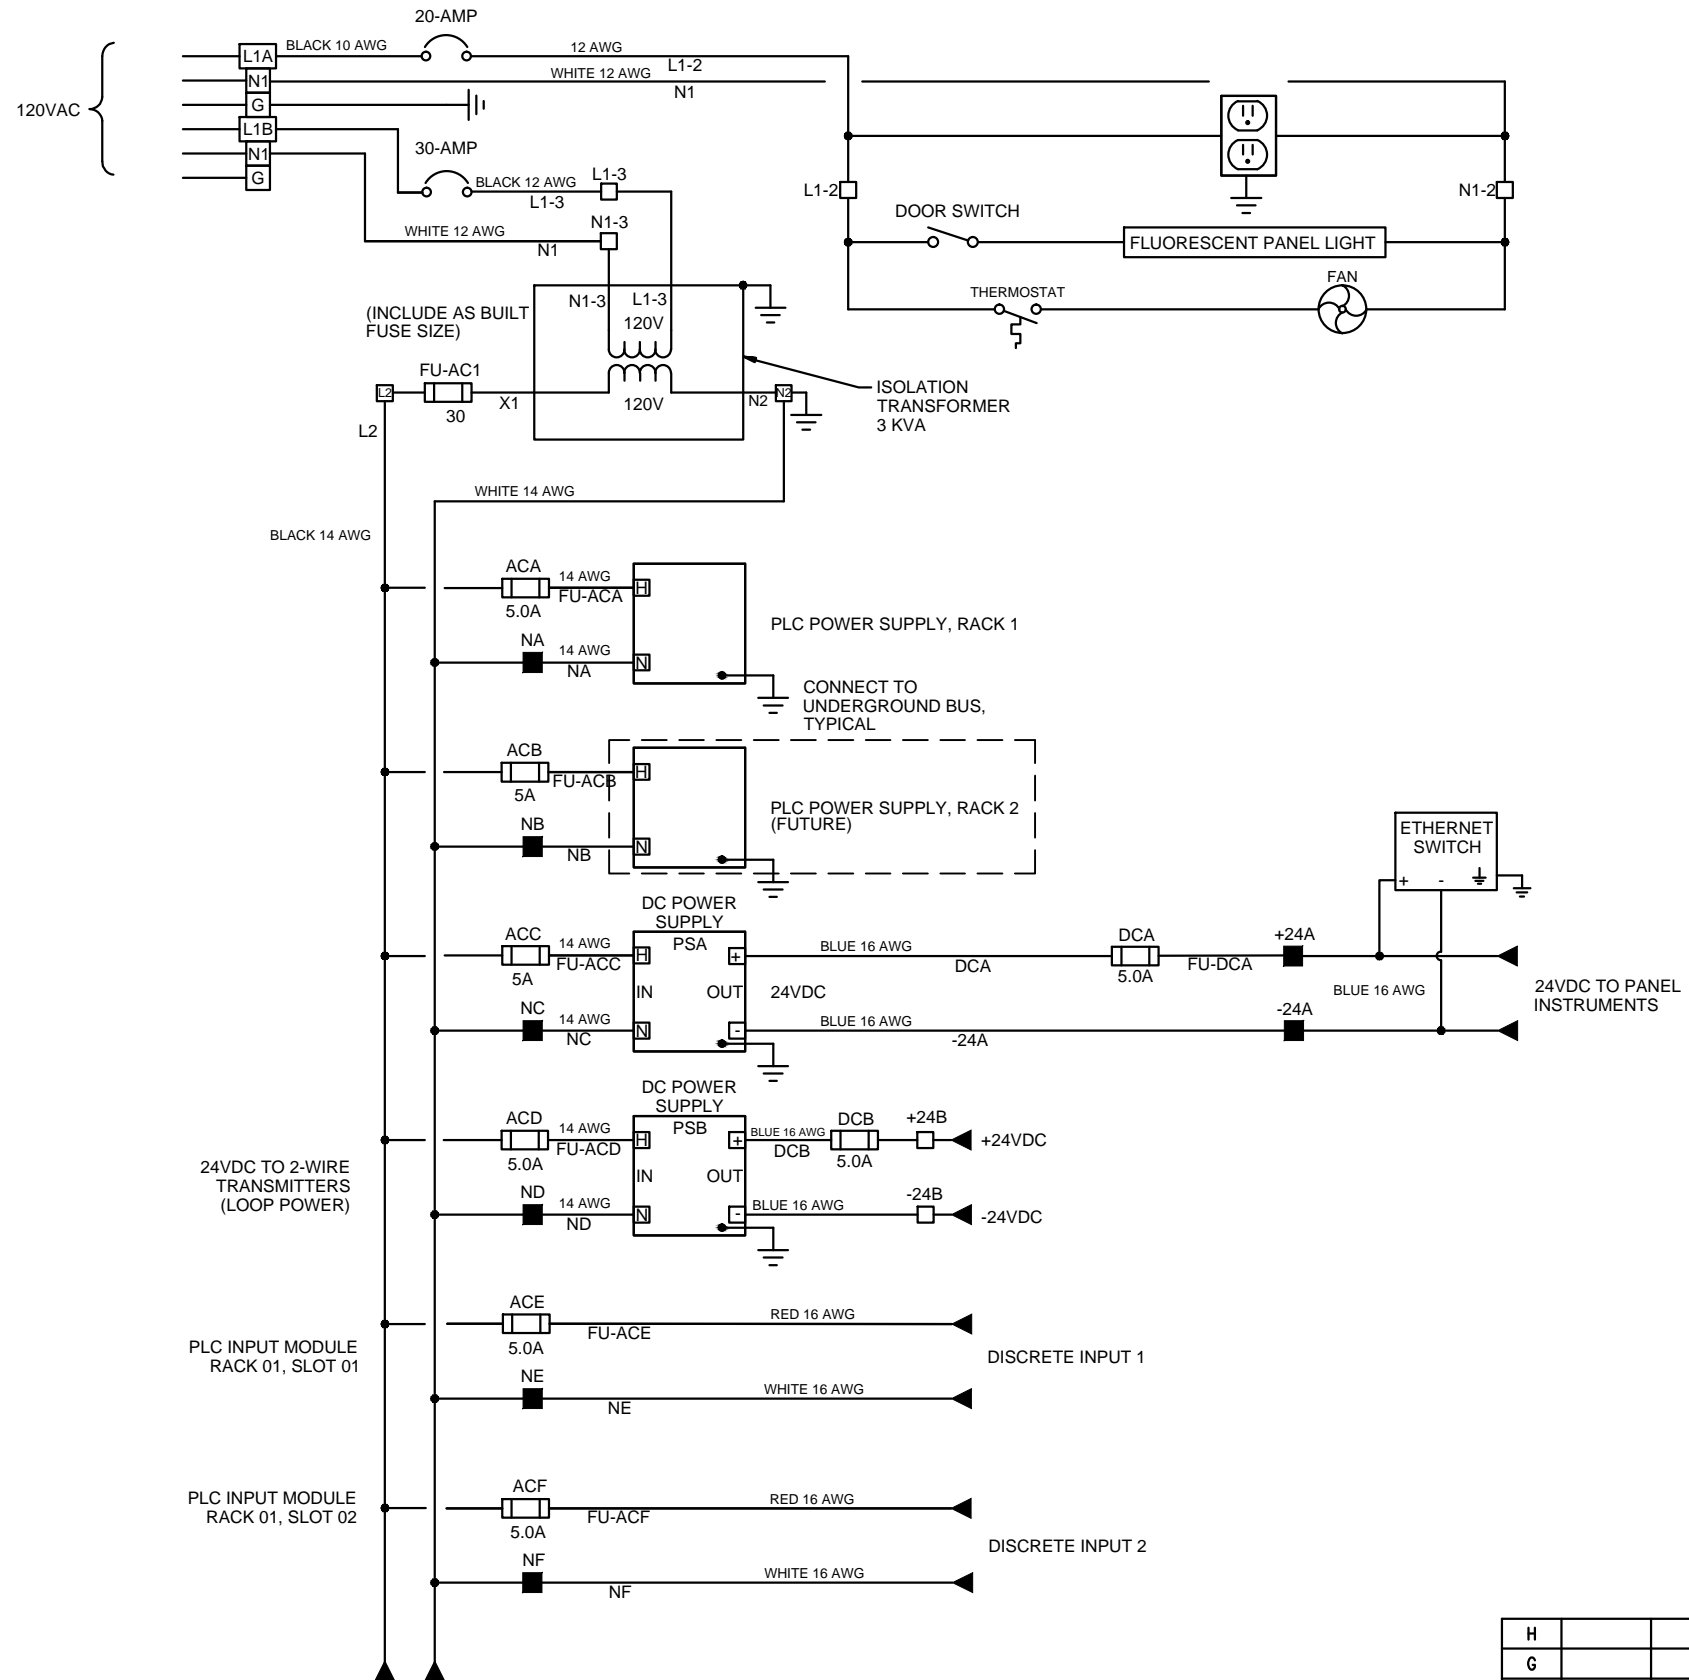 20-AMP
BLACK 10 AWG
12 AWG
L1A
L1-2
WHITE 12 AWG
N1
N1
120VAC
G
L1B
30-AMP
N1
G
BLACK 12 AWG
L1-3
L1-3
N1-3
WHITE 12 AWG
N1
L1-2
N1-2
DOOR SWITCH
FLUORESCENT PANEL LIGHT
THERMOSTAT
FAN
(INCLUDE AS BUILT
FUSE SIZE)
N1-3
L1-3
120V
FU-AC1
L2
30
X1
120V
N2
N2
ISOLATION
TRANSFORMER
3 KVA
L2
WHITE 14 AWG
BLACK 14 AWG
ACA
14 AWG
FU-ACA
H
5.0A
PLC POWER SUPPLY, RACK 1
NA
14 AWG
NA
N
CONNECT TO
UNDERGROUND BUS,
TYPICAL
ACB
FU-ACB
H
5A
PLC POWER SUPPLY, RACK 2
(FUTURE)
NB
NB
N
ETHERNET
SWITCH
+ -
DC POWER
SUPPLY
PSA
ACC
14 AWG
FU-ACC
H
+
5A
BLUE 16 AWG
DCA
DCA
5.0A
FU-DCA
+24A
IN
OUT
24VDC
BLUE 16 AWG
24VDC TO PANEL
INSTRUMENTS
NC
14 AWG
NC
N
-
BLUE 16 AWG
-24A
-24A
DC POWER
SUPPLY
PSB
ACD
14 AWG
FU-ACD
H
+
5.0A
BLUE 16 AWG
DCB
DCB
5.0A
+24B
+24VDC
24VDC TO 2-WIRE
TRANSMITTERS
(LOOP POWER)
IN
OUT
ND
14 AWG
ND
N
-
BLUE 16 AWG
-24B
-24VDC
ACE
FU-ACE
5.0A
RED 16 AWG
PLC INPUT MODULE
RACK 01, SLOT 01
DISCRETE INPUT 1
NE
NE
WHITE 16 AWG
ACF
FU-ACF
5.0A
RED 16 AWG
PLC INPUT MODULE
RACK 01, SLOT 02
DISCRETE INPUT 2
NF
NF
WHITE 16 AWG
H
G